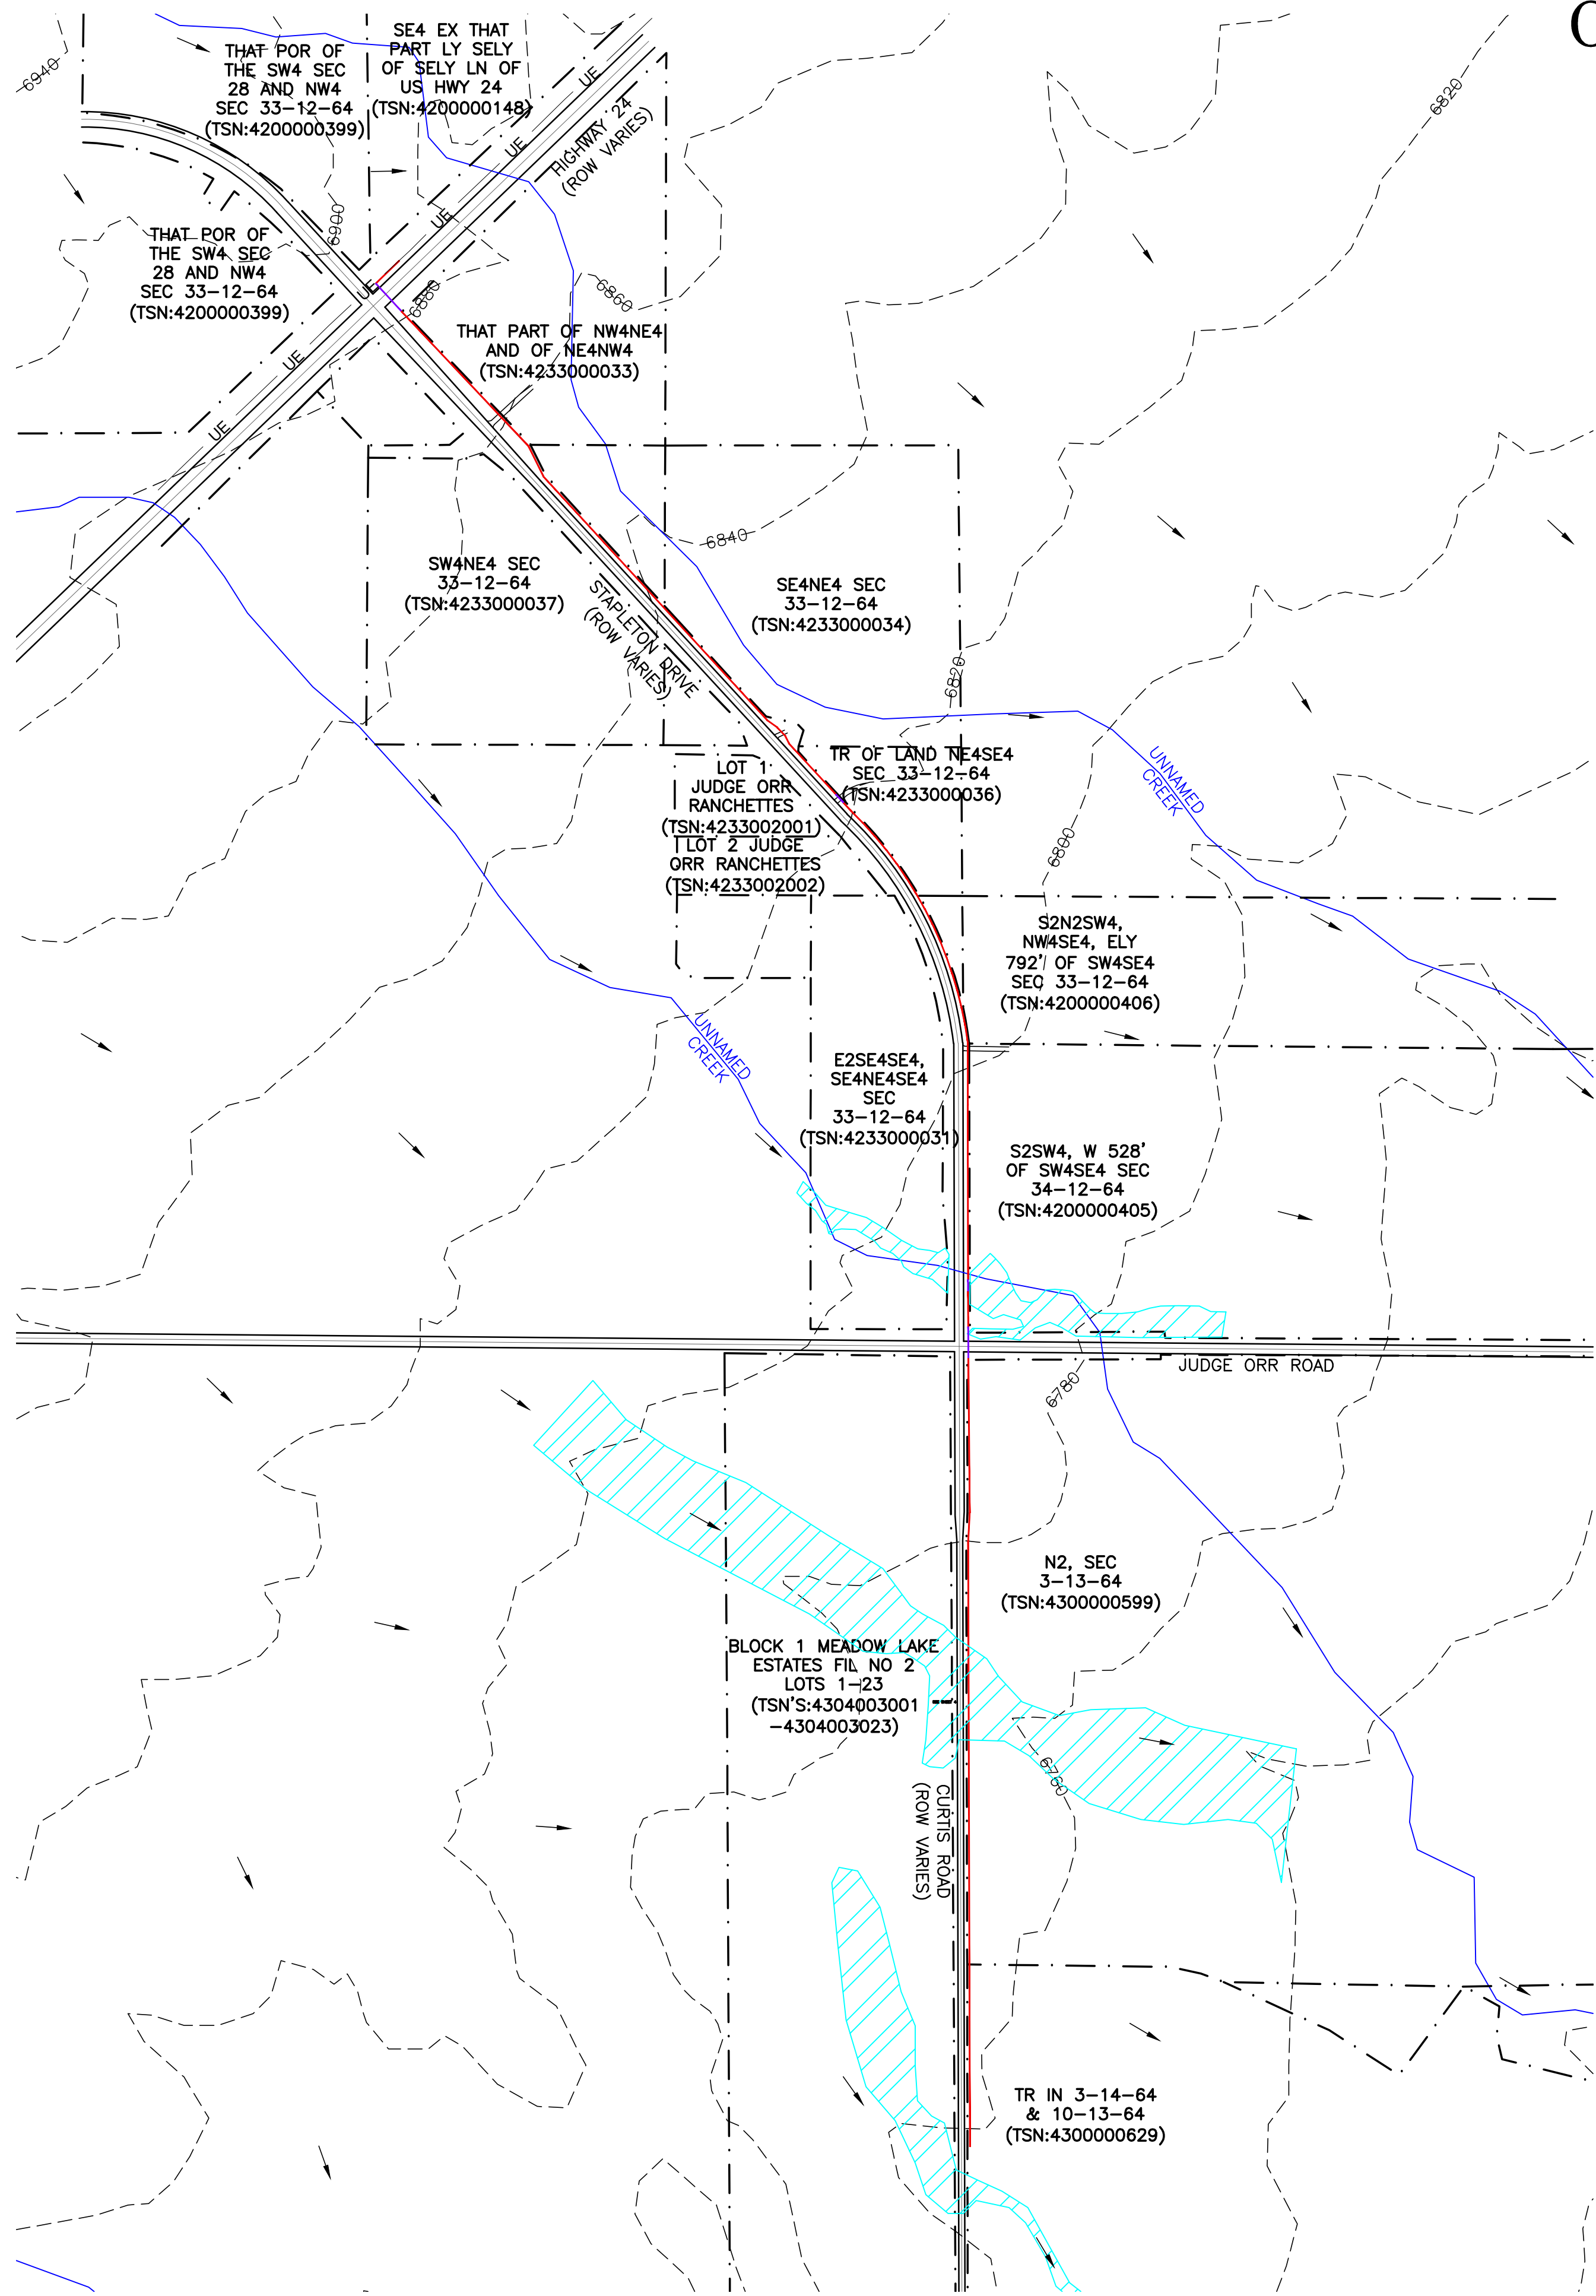 C
6940
THAT POR OF
THE SW4 SEC
28 AND NW4
SEC 33-12-64
(TSN:4200000399)
SE4 EX THAT
PART LY SELY
OF SELY LN OF
US HWY 24
(TSN:4200000148)
UE
UE
UE
UE
UE
UE
HIGHWAY 24
(ROW VARIES)
6820
6900
THAT POR OF
THE SW4 SEC
28 AND NW4
SEC 33-12-64
(TSN:4200000399)
6880
6860
THAT PART OF NW4NE4
AND OF NE4NW4
(TSN:4233000033)
6840
SW4NE4 SEC
33-12-64
(TSN:4233000037)
STAPLETON DRIVE
(ROW VARIES)
SE4NE4 SEC
33-12-64
(TSN:4233000034)
6820
LOT 1
JUDGE ORR
RANCHETTES
(TSN:4233002001)
LOT 2 JUDGE
ORR RANCHETTES
(TSN:4233002002)
TR OF LAND NE4SE4
SEC 33-12-64
(TSN:4233000036)
UNNAMED
CREEK
6800
S2N2SW4,
NW4SE4, ELY
792' OF SW4SE4
SEC 33-12-64
(TSN:4200000406)
UNNAMED
CREEK
E2SE4SE4,
SE4NE4SE4
SEC
33-12-64
(TSN:4233000031)
S2SW4, W 528'
OF SW4SE4 SEC
34-12-64
(TSN:4200000405)
JUDGE ORR ROAD
6780
N2, SEC
3-13-64
(TSN:4300000599)
BLOCK 1 MEADOW LAKE
ESTATES FIL NO 2
LOTS 1-23
(TSN'S:4304003001
-4304003023)
6760
CURTIS ROAD
(ROW VARIES)
TR IN 3-14-64
& 10-13-64
(TSN:4300000629)